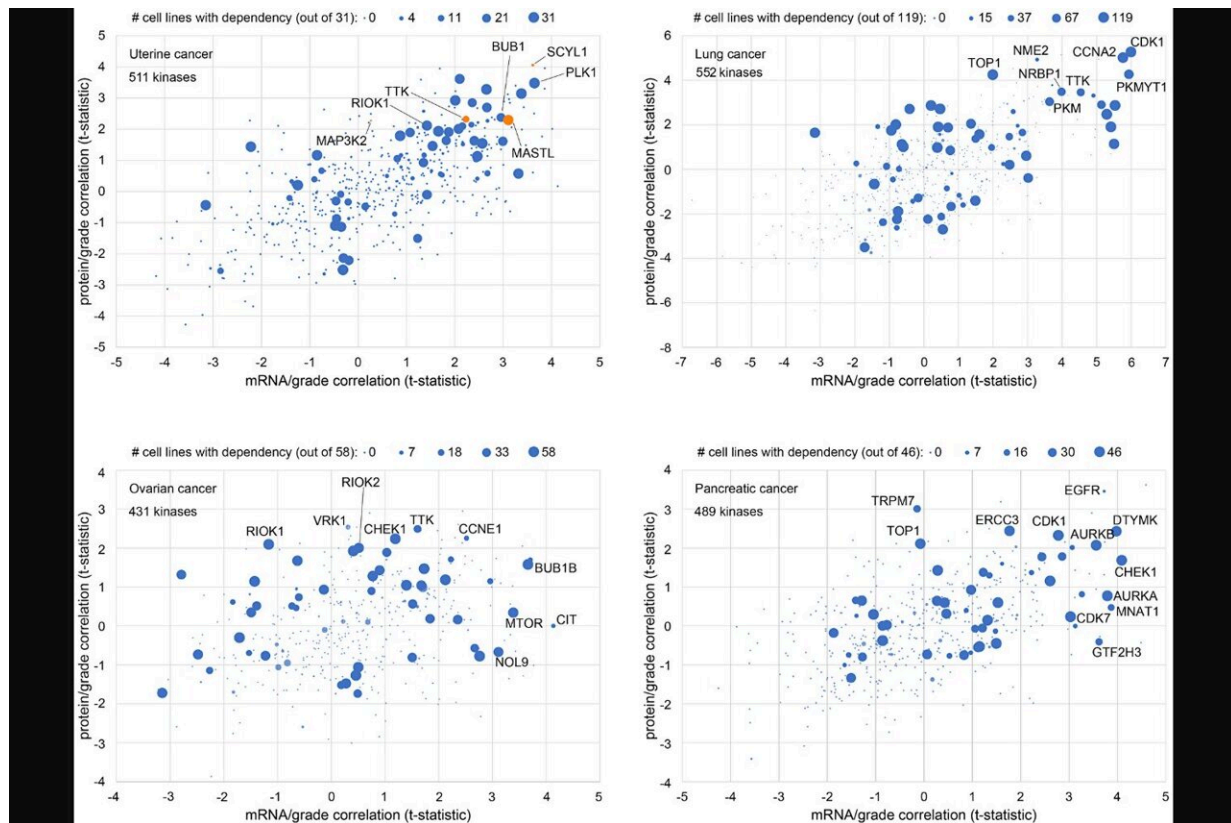 # cell lines with dependency (out of 31): 0 4 11 21 31
Uterine cancer
511 kinases
BUB1
SCYL1
PLK1
TTK
RIOK1
MAP3K2
MASTL
protein/grade correlation (t-statistic)
5
4
3
2
1
0
-1
-2
-3
-4
-5
-5 -4 -3 -2 -1 0 1 2 3 4 5
mRNA/grade correlation (t-statistic)
# cell lines with dependency (out of 119): 0 15 37 67 119
Lung cancer
552 kinases
NME2
CDK1
CCNA2
TOP1
NRBP1
TTK
PKMYT1
PKM
protein/grade correlation (t-statistic)
6
4
2
0
-2
-4
-6
-8
-7 -6 -5 -4 -3 -2 -1 0 1 2 3 4 5 6 7
mRNA/grade correlation (t-statistic)
# cell lines with dependency (out of 58): 0 7 18 33 58
Ovarian cancer
431 kinases
RIOK2
VRK1
TTK
RIOK1
CHEK1
CCNE1
BUB1B
MTOR
CIT
NOL9
protein/grade correlation (t-statistic)
4
3
2
1
0
-1
-2
-3
-4
-4 -3 -2 -1 0 1 2 3 4 5
mRNA/grade correlation (t-statistic)
# cell lines with dependency (out of 46): 0 7 16 30 46
Pancreatic cancer
489 kinases
EGFR
TRPM7
TOP1
ERCC3
CDK1
DTYMK
AURKB
CHEK1
AURKA
MNAT1
CDK7
GTF2H3
protein/grade correlation (t-statistic)
4
3
2
1
0
-1
-2
-3
4
-5 -4 -3 -2 -1 0 1 2 3 4 5
mRNA/grade correlation (t-statistic)